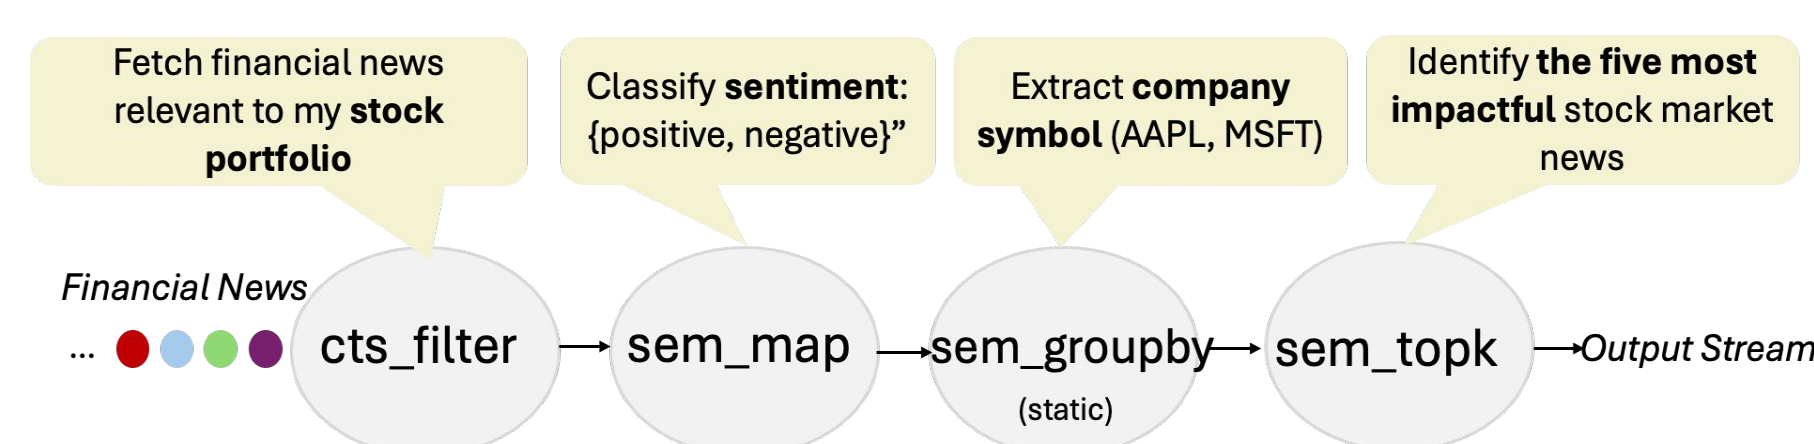 Fetch financial news
relevant to my stock
portfolio
Classify sentiment:
{positive, negative}”
Extract company
symbol (AAPL, MSFT)
Identify the five most
impactful stock market
news
Financial News
...
cts_filter
sem_map
sem_groupby
(static)
sem_topk
Output Stream